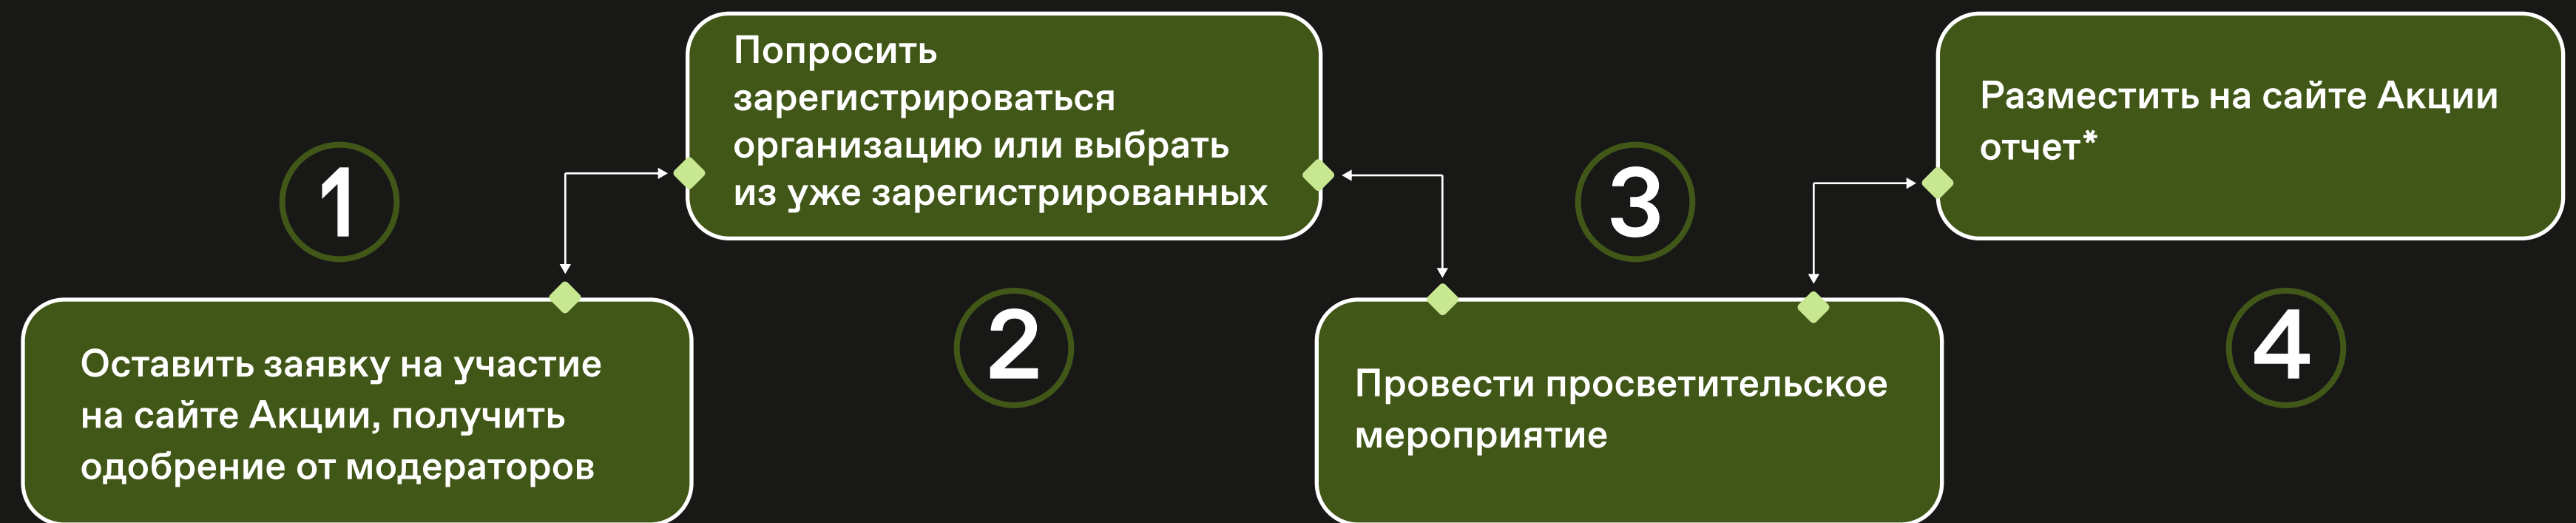 1
Оставить заявку на участие
на сайте Акции, получить
одобрение от модераторов
Попросить
зарегистрироваться
организацию или выбрать
из уже зарегистрированных
2
3
Провести просветительское
мероприятие
Разместить на сайте Акции
отчет*
4